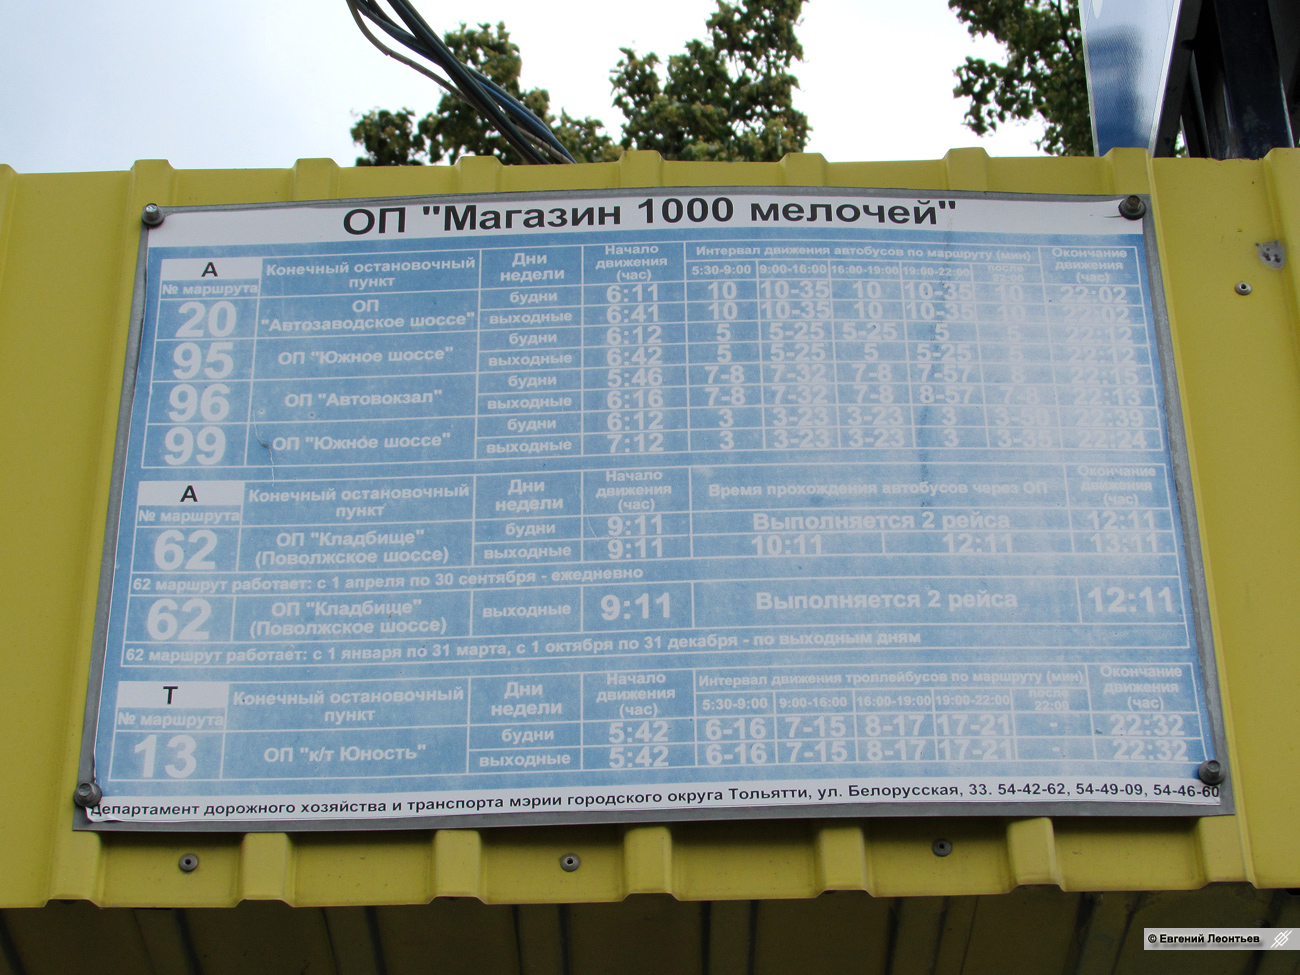 ОП "Магазин 1000 мелочей"
А
№ маршрута
Конечный остановочный пункт
Дни недели
Начало движения (час)
Интервал движения автобусов по маршруту (мин)
5:30-9:00 9:00-16:00 16:00-19:00 19:00-22:00 после 22:00
Окончание движения (час)
20 ОП "Автозаводское шоссе"
будни 6:11 10 10-35 10 10-35 10 22:02
выходные 6:41 10 10-35 10 10-35 10 22:02
95 ОП "Южное шоссе"
будни 6:12 5 5-25 5-25 5 5 22:12
выходные 6:42 5 5-25 5 5-25 22:12
96 ОП "Автовокзал"
будни 5:46 7-8 7-32 7-8 7-57 8
выходные 6:16 7-8 7-32 7-8 8-57 7-8 22:13
99 ОП "Южное шоссе"
будни 6:12 3 3-23 3-23 3
выходные 7:12 3 3-23 3-23 3 22:24
А
№ маршрута
Конечный остановочный пункт
Дни недели
Начало движения (час)
Время прохождения автобусов через ОП
Окончание движения (час)
62 ОП "Кладбище" (Поволжское шоссе)
будни 9:11 Выполняется 2 рейса 12:11
выходные 9:11 10:11 12:11 13:11
62 маршрут работает: с 1 апреля по 30 сентября - ежедневно
62 ОП "Кладбище" (Поволжское шоссе) выходные 9:11 Выполняется 2 рейса 12:11
62 маршрут работает: с 1 января по 31 марта, с 1 октября по 31 декабря - по выходным дням
Т
№ маршрута
Конечный остановочный пункт
Дни недели
Начало движения (час)
Интервал движения троллейбусов по маршруту (мин)
5:30-9:00 9:00-16:00 16:00-19:00 19:00-22:00 после 22:00
Окончание движения (час)
13 ОП "к/т Юность"
будни 5:42 6-16 7-15 8-17 17-21 - 22:32
выходные 5:42 6-16 7-15 8-17 17-21 - 22:32
Департамент дорожного хозяйства и транспорта мэрии городского округа Тольятти, ул. Белорусская, 33. 54-42-62, 54-49-09, 54-46-60
© Евгений Леонтьев